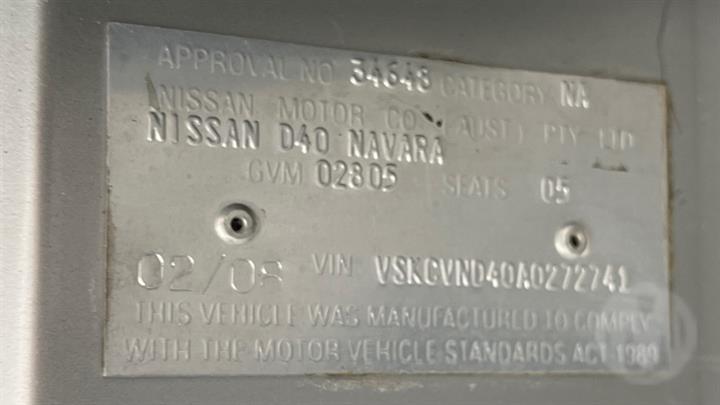 APPROVAL NO 34648 CATEGORY NA
NISSAN MOTOR CO (AUST) PTY LTD
NISSAN D40 NAVARA
GVM 02805 SEATS 05
02/08 VIN VSKCVND40A0272741
THIS VEHICLE WAS MANUFACTURED TO COMPLY
WITH THE MOTOR VEHICLE STANDARDS ACT 1989